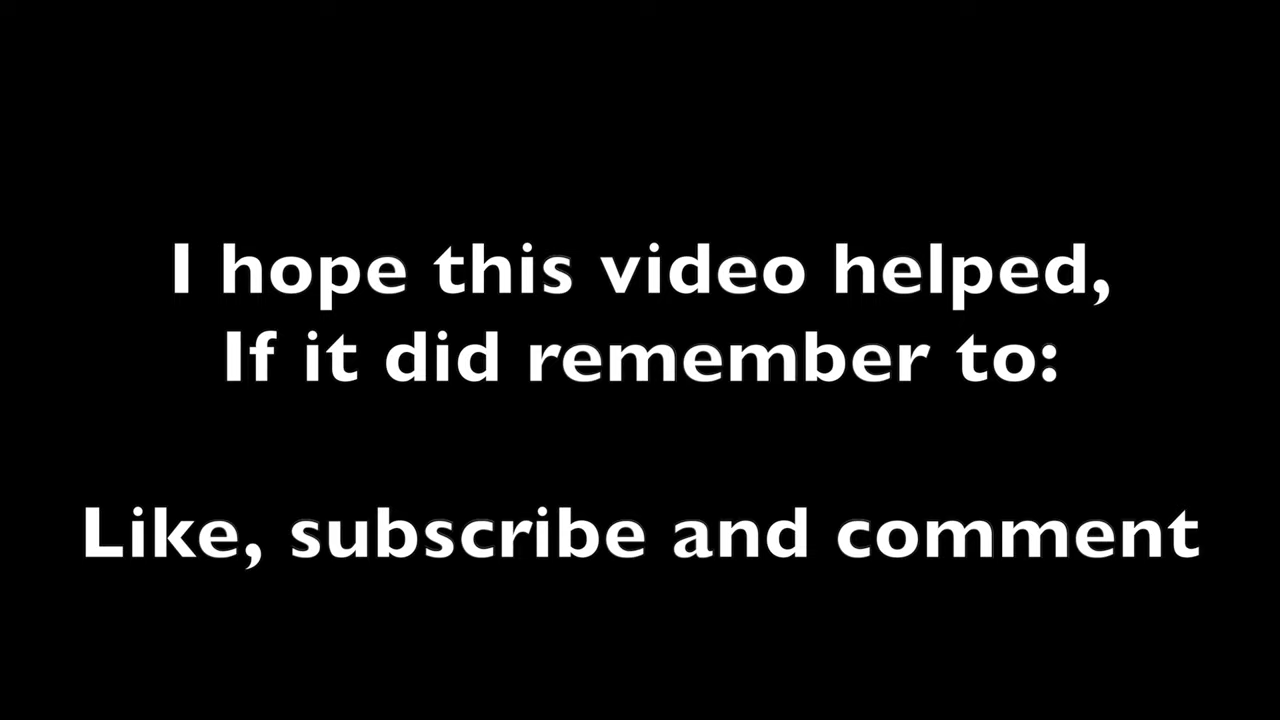 I hope this video helped,
If it did remember to:
Like, subscribe and comment